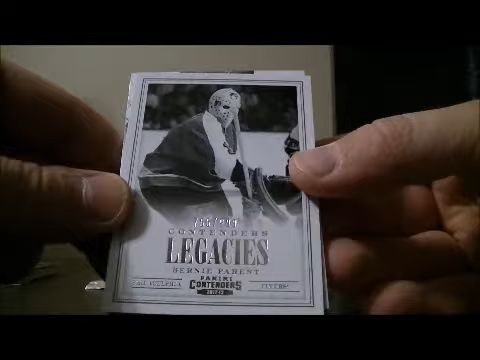 CONTENDERS
LEGACIES
BERNIE PARENT
PANINI
CONTENDERS
PHILADELPHIA
FLYERS